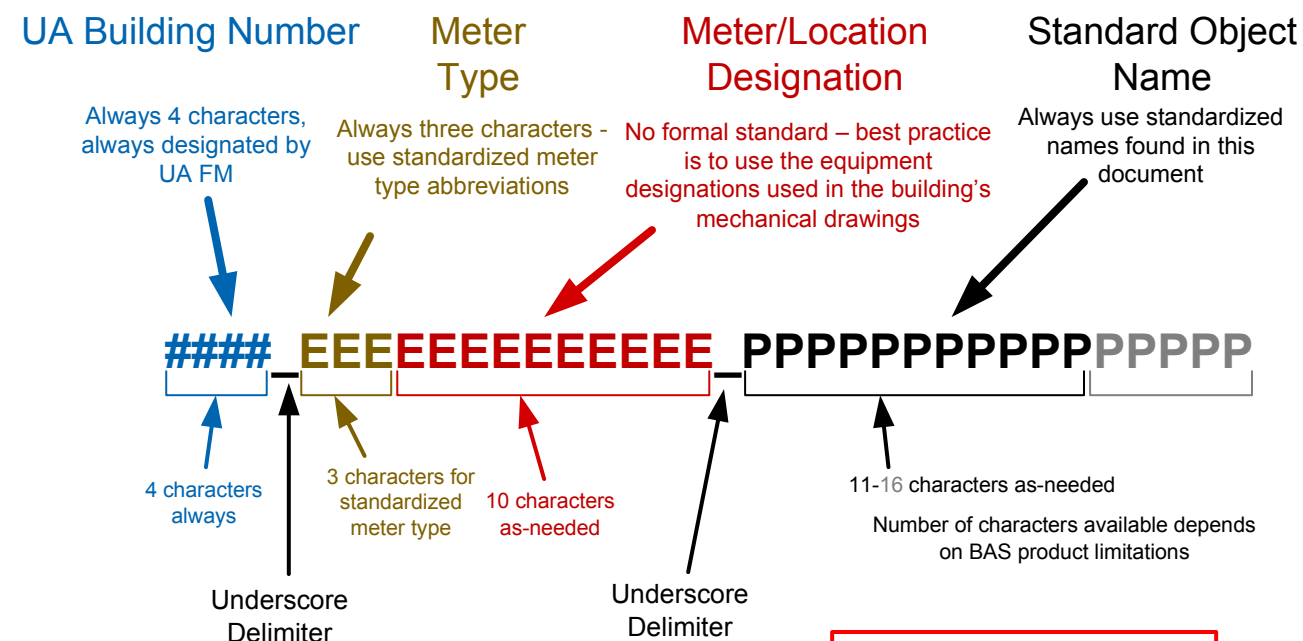 UA Building Number
Always 4 characters,
always designated by
UA FM
Meter
Type
Always three characters -
use standardized meter
type abbreviations
Meter/Location
Designation
No formal standard – best practice
is to use the equipment
designations used in the building's
mechanical drawings
Standard Object
Name
Always use standardized
names found in this
document
####_EEEEEEEEEEEEE_PPPPPPPPPPPPPPPP
4 characters
always
3 characters for
standardized
meter type
10 characters
as-needed
11-16 characters as-needed
Number of characters available depends
on BAS product limitations
Underscore
Delimiter
Underscore
Delimiter